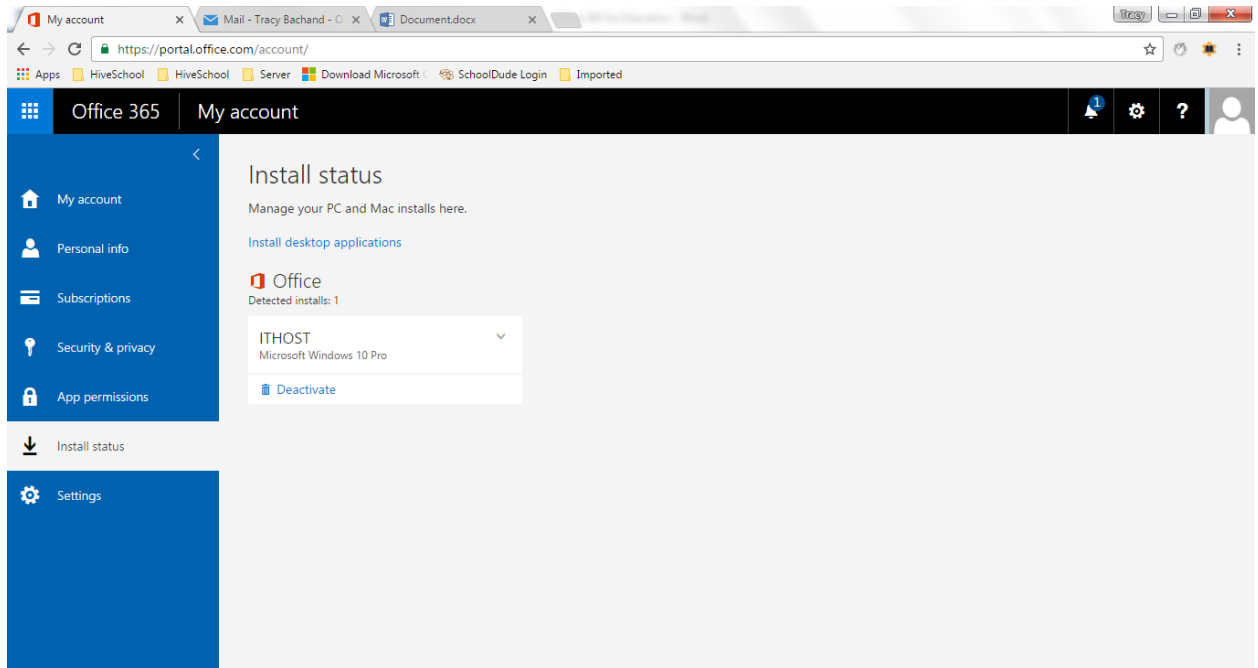 My account
Mail - Tracy Bachand - O
Document.docx
Tracy
https://portal.office.com/account/
Apps HiveSchool HiveSchoo Server Download Microsoft SchoolDude Login Imported
Office 365 My account
1
?
My account
Personal info
Subscriptions
Security & privacy
App permissions
Install status
Settings
Install status
Manage your PC and Mac installs here.
Install desktop applications
Office
Detected installs: 1
ITHOST
Microsoft Windows 10 Pro
Deactivate